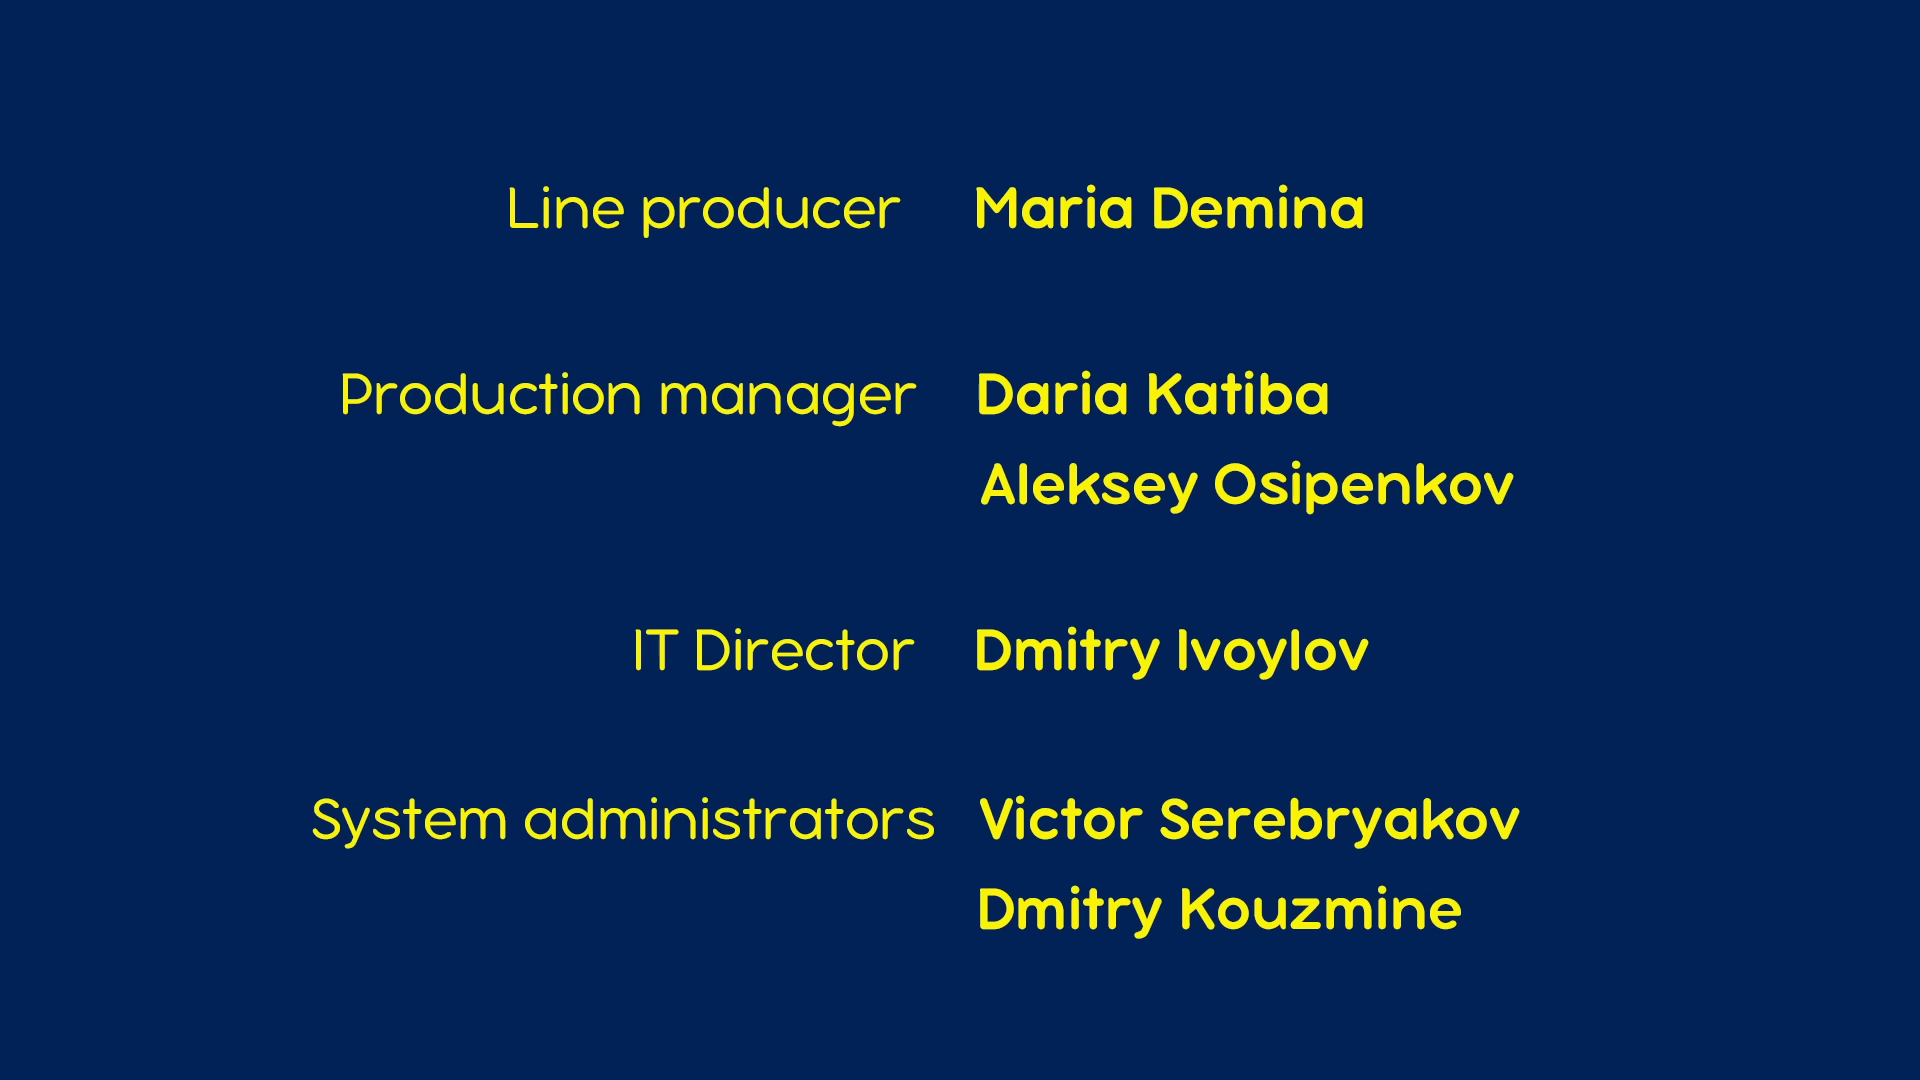 Line producer Maria Demina
Production manager Daria Katiba
Aleksey Osipenkov
IT Director Dmitry Ivoylov
System administrators Victor Serebryakov
Dmitry Kouzmine